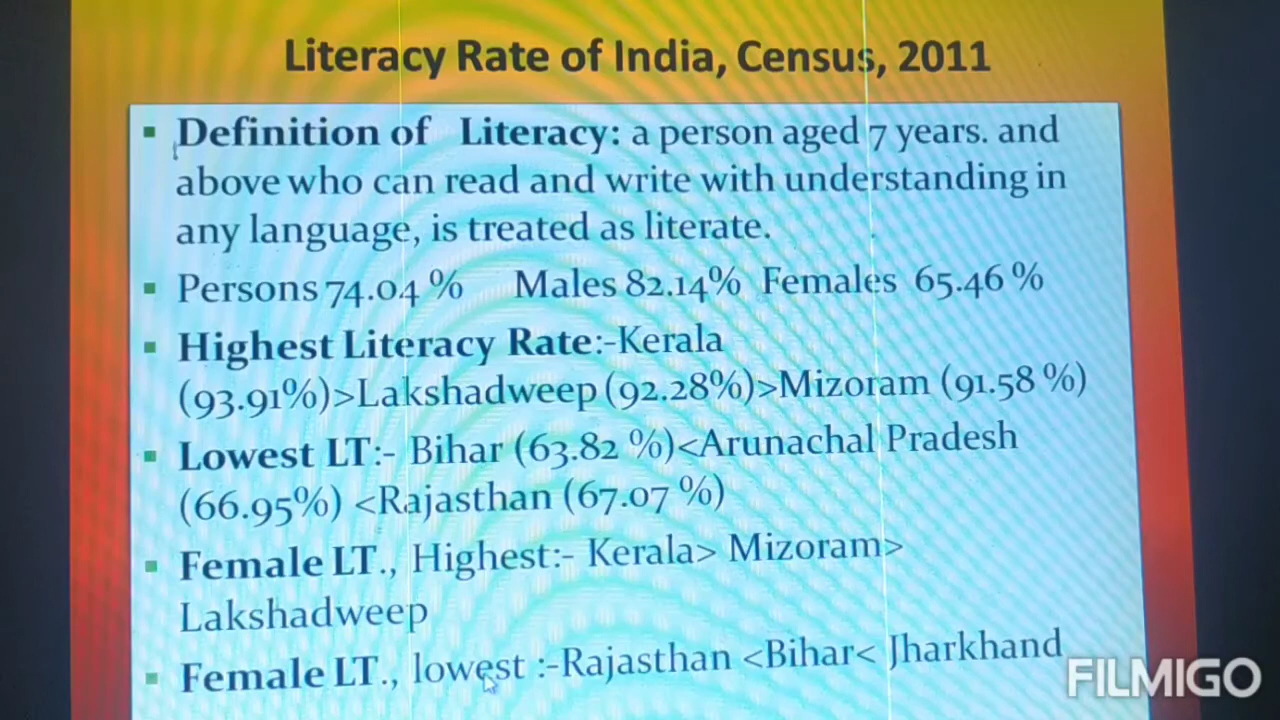 Literacy Rate of India, Census, 2011
▪ Definition of Literacy: a person aged 7 years. and
above who can read and write with understanding in
any language, is treated as literate.
▪ Persons 74.04 % Males 82.14% Females 65.46 %
▪ Highest Literacy Rate:-Kerala
(93.91%)>Lakshadweep (92.28%)>Mizoram (91.58 %)
▪ Lowest LT:- Bihar (63.82 %)<Arunachal Pradesh
(66.95%) <Rajasthan (67.07 %)
▪ Female LT., Highest:- Kerala> Mizoram>
Lakshadweep
▪ Female LT., lowest :-Rajasthan <Bihar< Jharkhand
FILMIGO